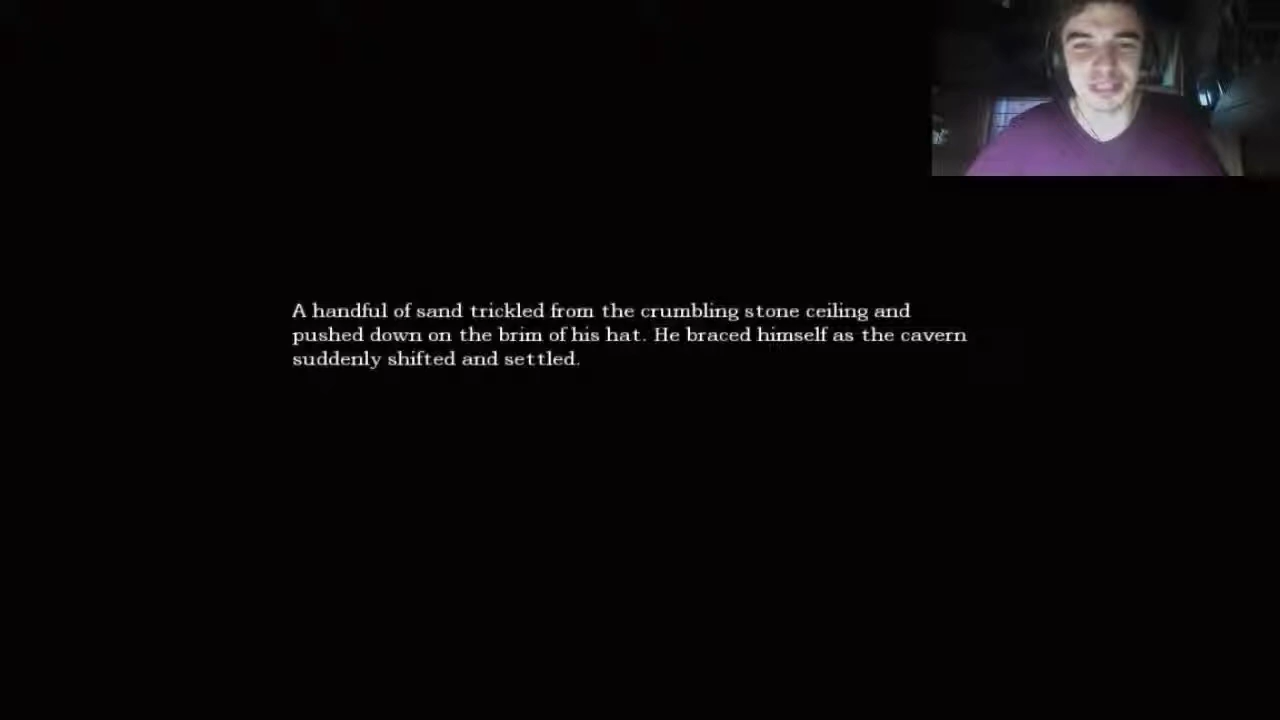 A handful of sand trickled from the crumbling stone ceiling and
pushed down on the brim of his hat. He braced himself as the cavern
suddenly shifted and settled.